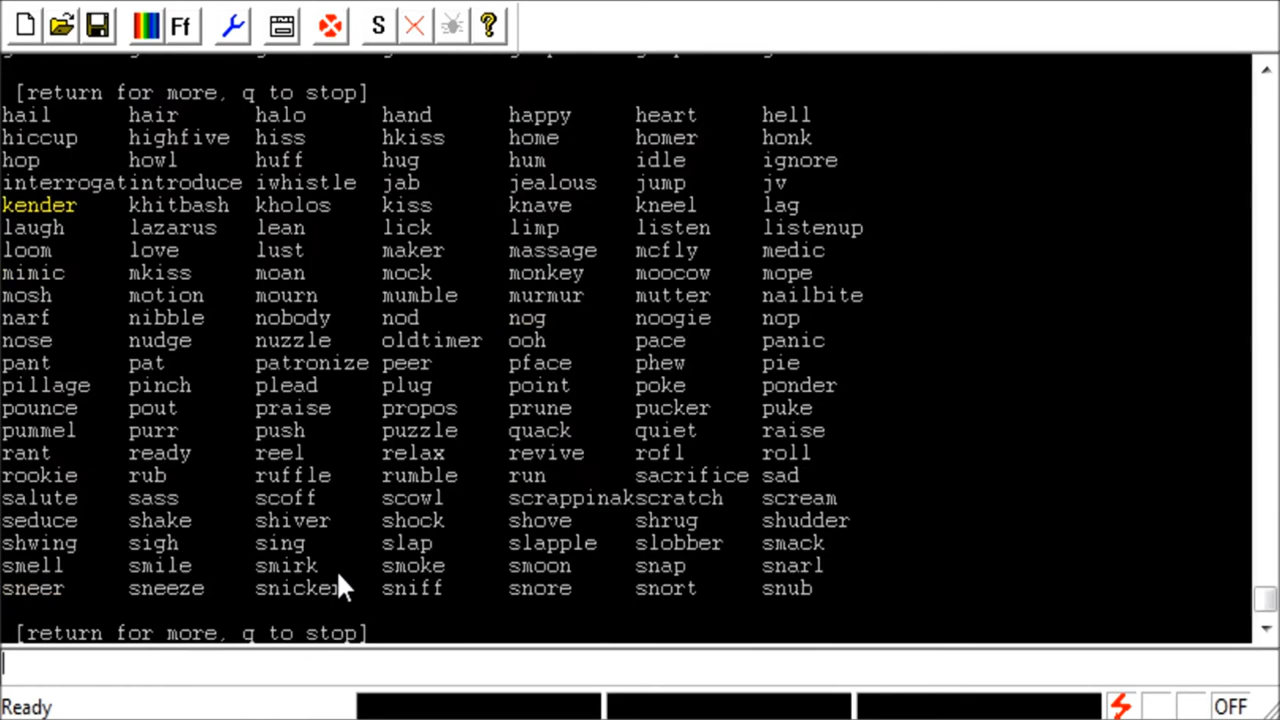 Ff S ?
[return for more, q to stop]
hail hair halo hand happy heart hell
hiccup highfive hiss hkiss home homer honk
hop howl huff hug hum idle ignore
interrogatintroduce iwhistle jab jealous jump jv
kender khitbash kholos kiss knave kneel lag
laugh lazarus lean lick limp listen listenup
loom love lust maker massage mcfly medic
mimic mkiss moan mock monkey moocow mope
mosh motion mourn mumble murmur mutter nailbite
narf nibble nobody nod nog noogie nop
nose nudge nuzzle oldtimer ooh pace panic
pant pat patronize peer pface phew pie
pillage pinch plead plug point poke ponder
pounce pout praise propos prune pucker puke
pummel purr push puzzle quack quiet raise
rant ready reel relax revive rofl roll
rookie rub ruffle rumble run sacrifice sad
salute sass scoff scowl scrappinakscratch scream
seduce shake shiver shock shove shrug shudder
shwing sigh sing slap slapple slobber smack
smell smile smirk smoke smoon snap snarl
sneer sneeze snicker sniff snore snort snub
[return for more, q to stop]
Ready OFF